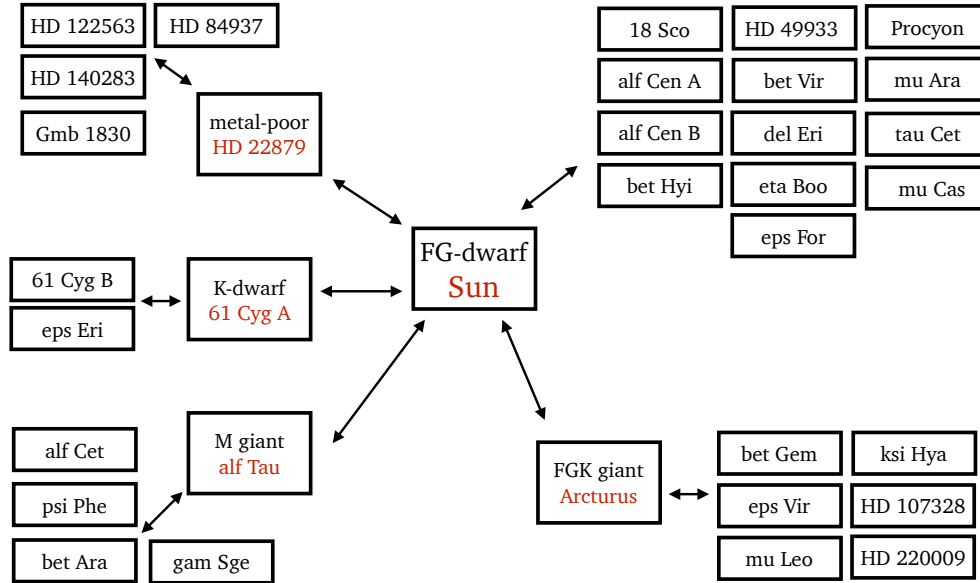 HD 122563
HD 84937
HD 140283
Gmb 1830
metal-poor
HD 22879
18 Sco
HD 49933
Procyon
alf Cen A
bet Vir
mu Ara
alf Cen B
del Eri
tau Cet
bet Hyi
eta Boo
mu Cas
eps For
FG-dwarf
Sun
61 Cyg B
eps Eri
K-dwarf
61 Cyg A
M giant
alf Tau
alf Cet
psi Phe
bet Ara
gam Sge
FGK giant
Arcturus
bet Gem
ksi Hya
eps Vir
HD 107328
mu Leo
HD 220009